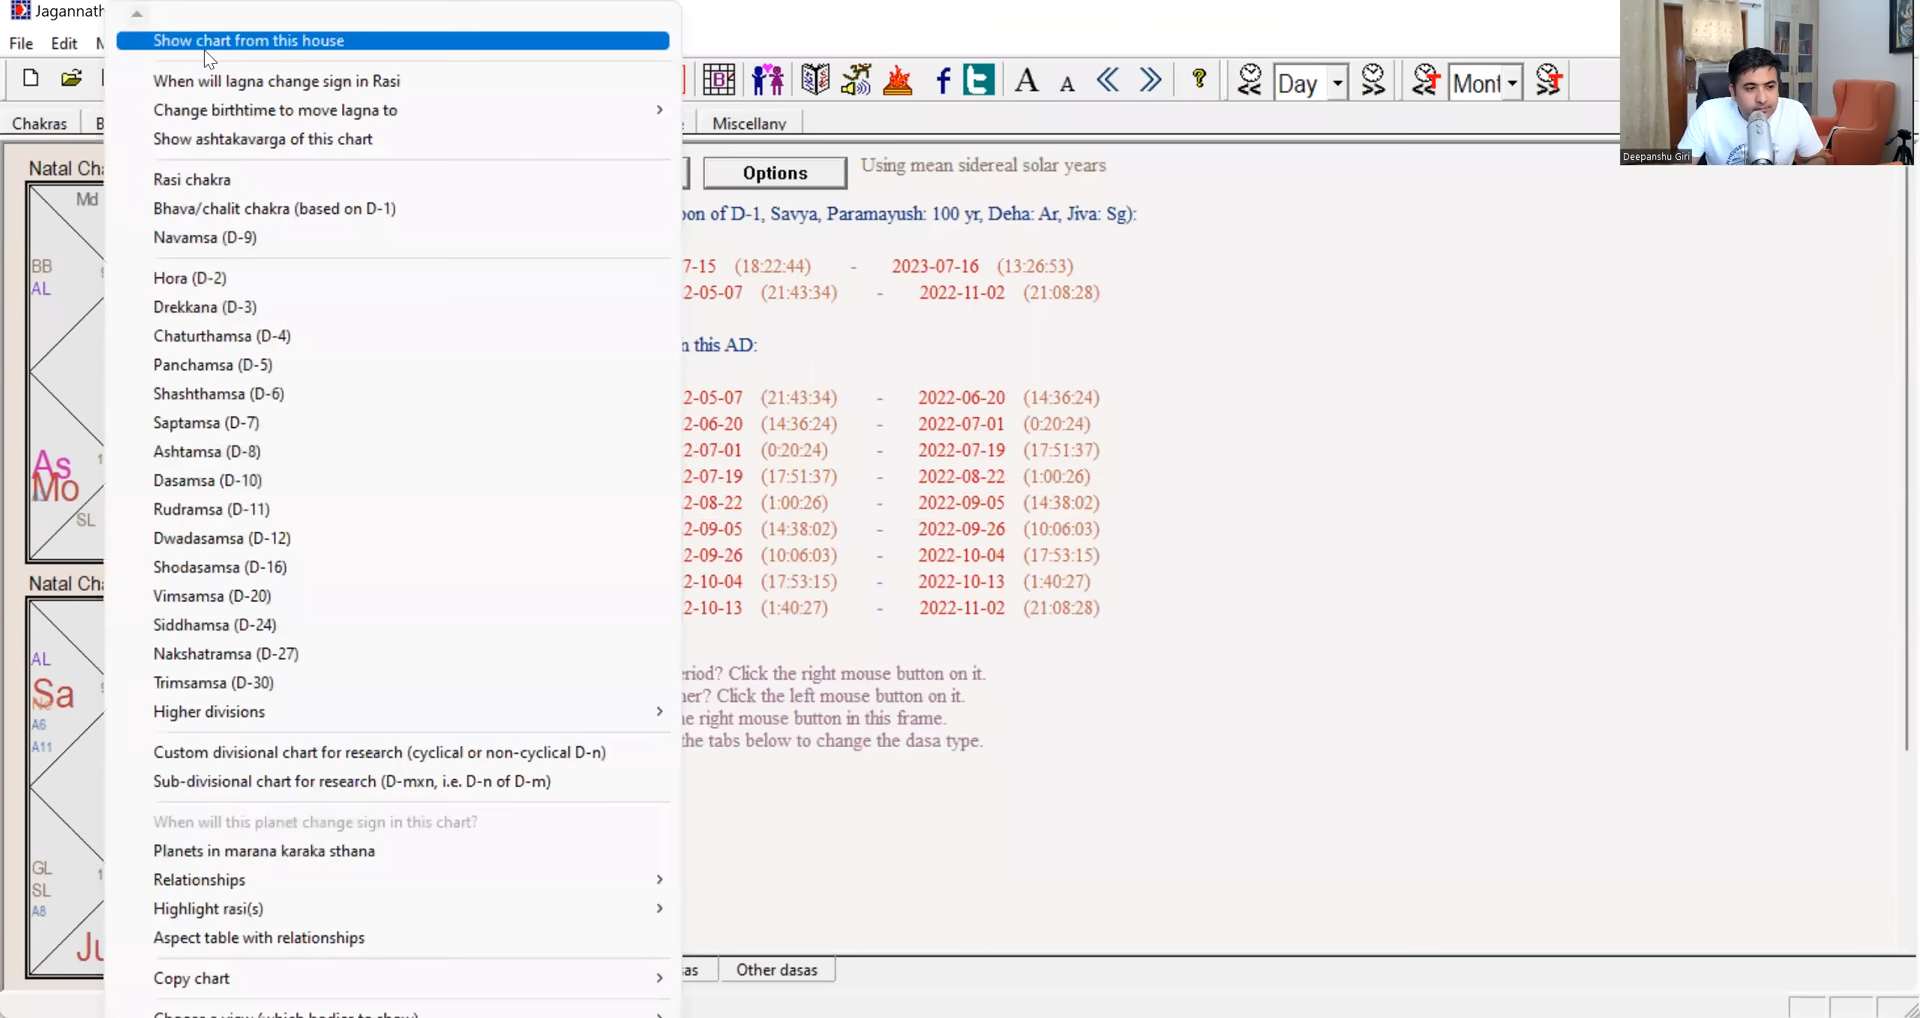 Jagannath
File Edit
Day
Mont
Chakras
Miscellany
Show chart from this house
When will lagna change sign in Rasi
Change birthtime to move lagna to
Show ashtakavarga of this chart
Rasi chakra
Bhava/chalit chakra (based on D-1)
Navamsa (D-9)
Hora (D-2)
Drekkana (D-3)
Chaturthamsa (D-4)
Panchamsa (D-5)
Shashthamsa (D-6)
Saptamsa (D-7)
Ashtamsa (D-8)
Dasamsa (D-10)
Rudramsa (D-11)
Dwadasamsa (D-12)
Shodasamsa (D-16)
Vimsamsa (D-20)
Siddhamsa (D-24)
Nakshatramsa (D-27)
Trimsamsa (D-30)
Higher divisions
Custom divisional chart for research (cyclical or non-cyclical D-n)
Sub-divisional chart for research (D-mxn, i.e. D-n of D-m)
When will this planet change sign in this chart?
Planets in marana karaka sthana
Relationships
Highlight rasi(s)
Aspect table with relationships
Copy chart
Natal Cha
Md
BB
AL
As
Mo
SL
Natal Cha
AL
Sa
A6
A11
GL
SL
A8
Ju
Options
Using mean sidereal solar years
oon of D-1, Savya, Paramayush: 100 yr, Deha: Ar, Jiva: Sg):
7-15 (18:22:44) - 2023-07-16 (13:26:53)
2-05-07 (21:43:34) - 2022-11-02 (21:08:28)
n this AD:
2-05-07 (21:43:34) - 2022-06-20 (14:36:24)
2-06-20 (14:36:24) - 2022-07-01 (0:20:24)
2-07-01 (0:20:24) - 2022-07-19 (17:51:37)
2-07-19 (17:51:37) - 2022-08-22 (1:00:26)
2-08-22 (1:00:26) - 2022-09-05 (14:38:02)
2-09-05 (14:38:02) - 2022-09-26 (10:06:03)
2-09-26 (10:06:03) - 2022-10-04 (17:53:15)
2-10-04 (17:53:15) - 2022-10-13 (1:40:27)
2-10-13 (1:40:27) - 2022-11-02 (21:08:28)
riod? Click the right mouse button on it.
her? Click the left mouse button on it.
e right mouse button in this frame.
the tabs below to change the dasa type.
as
Other dasas
Deepanshu Giri